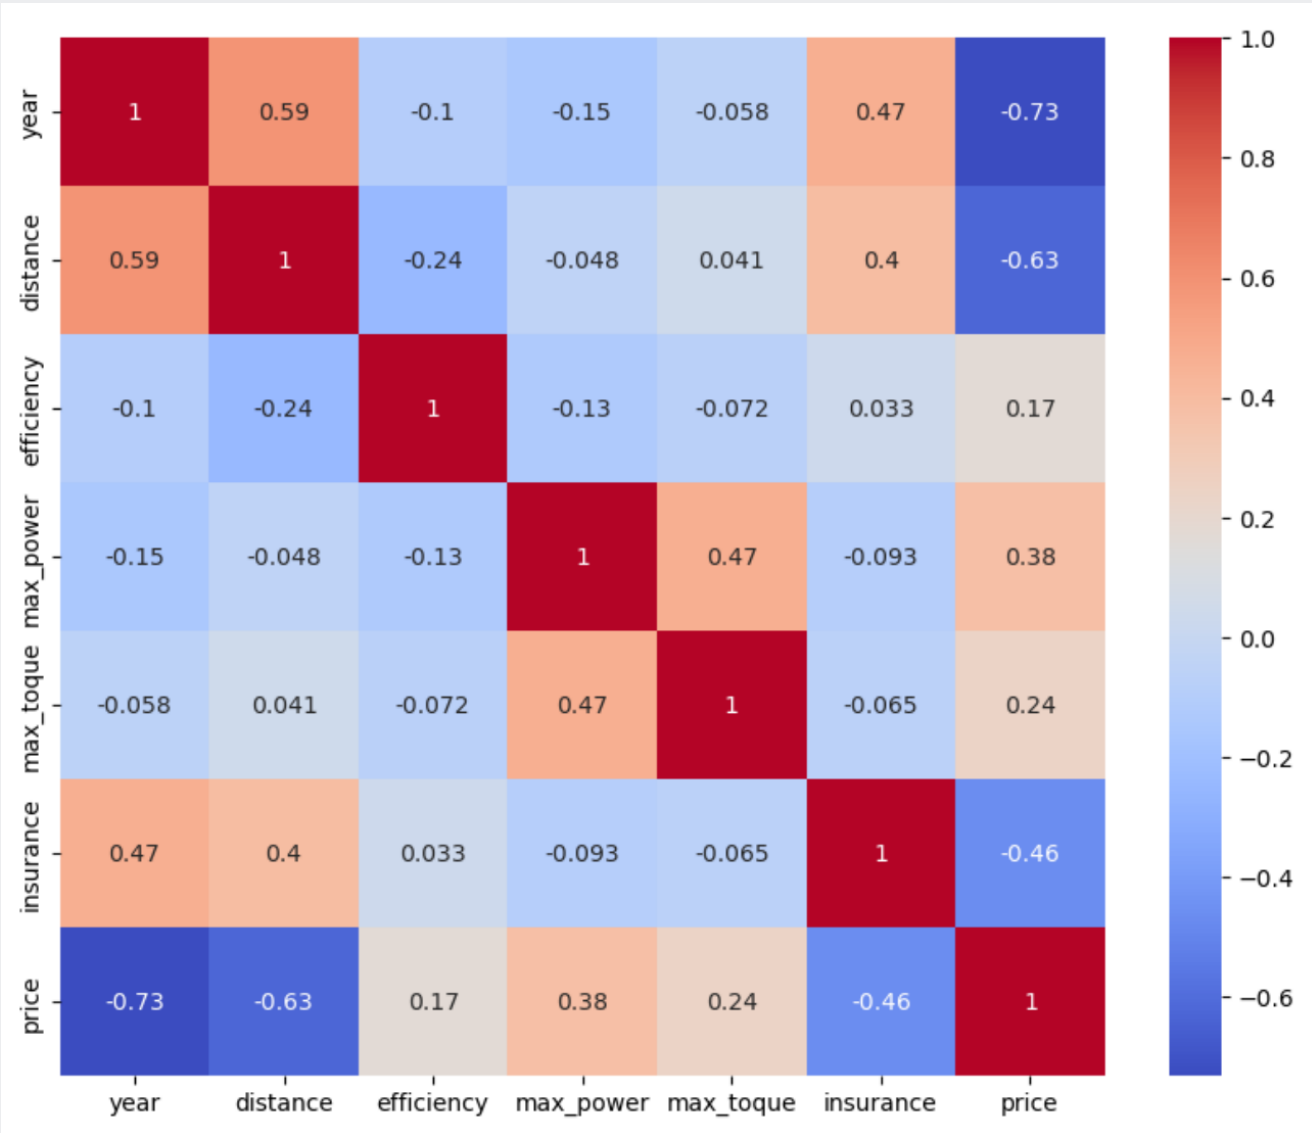 year 1 0.59 -0.1 -0.15 -0.058 0.47 -0.73
distance 0.59 1 -0.24 -0.048 0.041 0.4 -0.63
efficiency -0.1 -0.24 1 -0.13 -0.072 0.033 0.17
max_power -0.15 -0.048 -0.13 1 0.47 -0.093 0.38
max_toque -0.058 0.041 -0.072 0.47 1 -0.065 0.24
insurance 0.47 0.4 0.033 -0.093 -0.065 1 -0.46
price -0.73 -0.63 0.17 0.38 0.24 -0.46 1
year distance efficiency max_power max_toque insurance price
1.0
0.8
0.6
0.4
0.2
0.0
−0.2
−0.4
−0.6